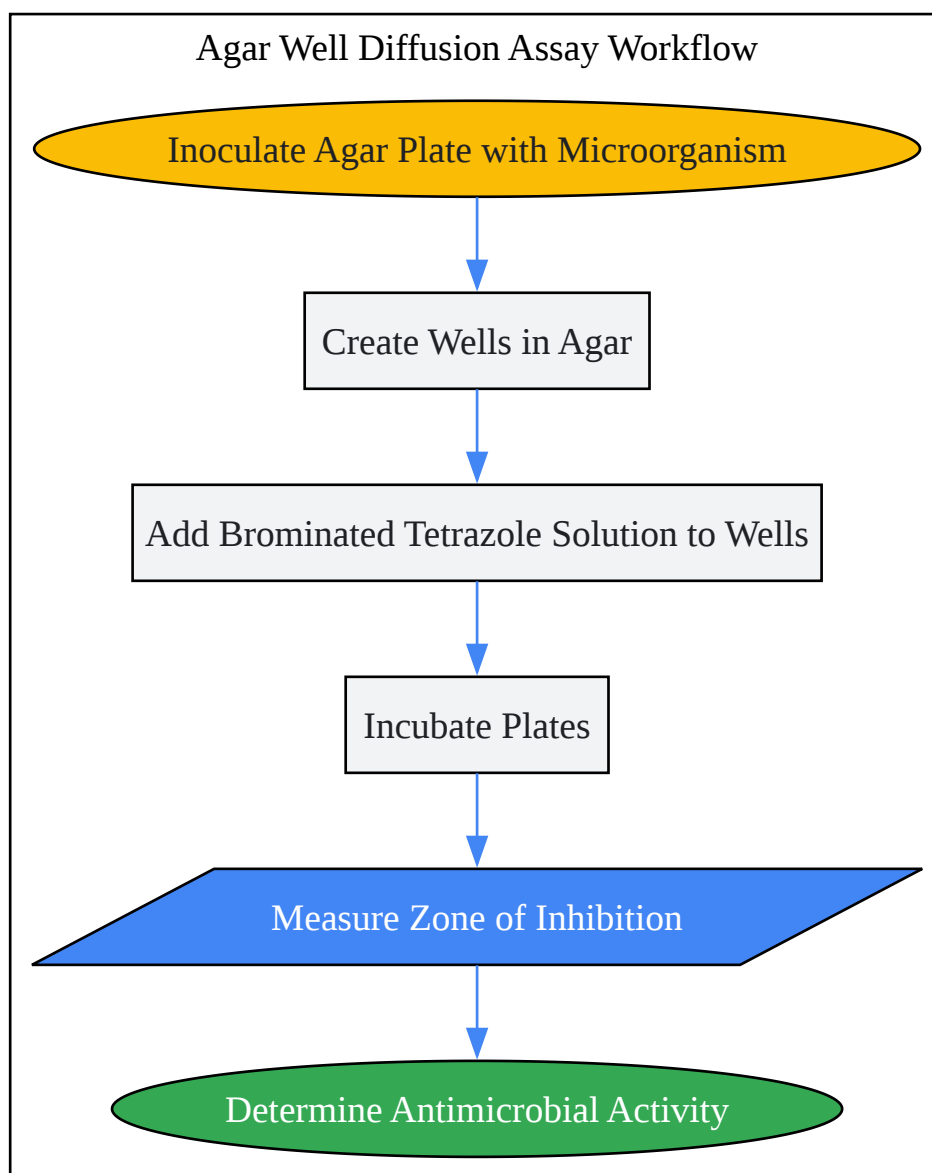 Agar Well Diffusion Assay Workflow
Inoculate Agar Plate with Microorganism
Create Wells in Agar
Add Brominated Tetrazole Solution to Wells
Incubate Plates
Measure Zone of Inhibition
Determine Antimicrobial Activity